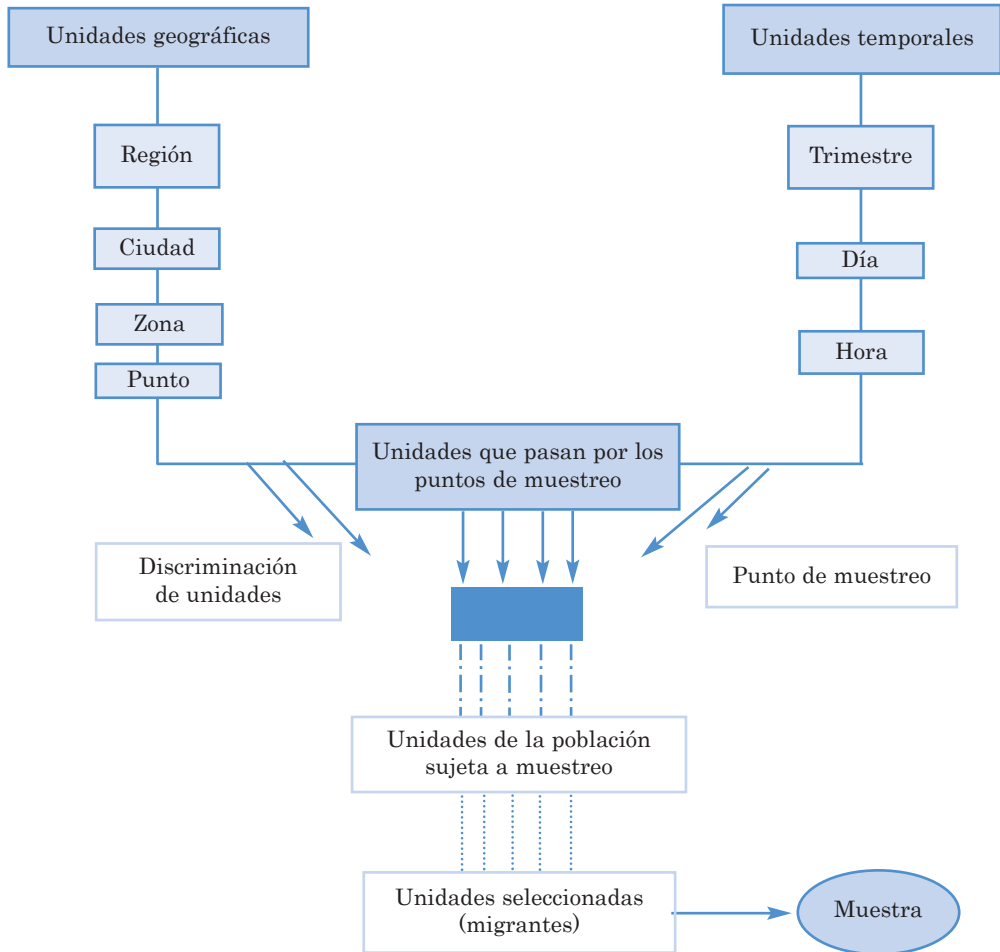 Unidades geográficas
Unidades temporales
Región
Trimestre
Ciudad
Día
Zona
Hora
Punto
Unidades que pasan por los
puntos de muestreo
Discriminación
de unidades
Punto de muestreo
Unidades de la población
sujeta a muestreo
Unidades seleccionadas
(migrantes)
Muestra